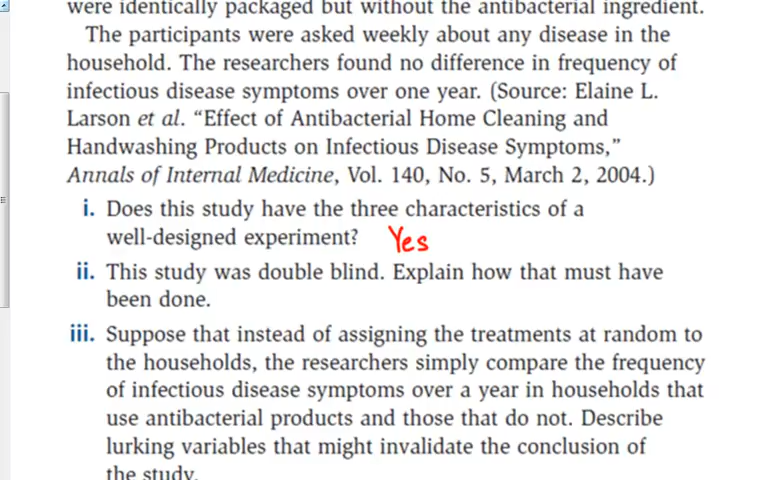 were identically packaged but without the antibacterial ingredient.
The participants were asked weekly about any disease in the
household. The researchers found no difference in frequency of
infectious disease symptoms over one year. (Source: Elaine L.
Larson et al. “Effect of Antibacterial Home Cleaning and
Handwashing Products on Infectious Disease Symptoms,”
Annals of Internal Medicine, Vol. 140, No. 5, March 2, 2004.)
i. Does this study have the three characteristics of a
well-designed experiment? Yes
ii. This study was double blind. Explain how that must have
been done.
iii. Suppose that instead of assigning the treatments at random to
the households, the researchers simply compare the frequency
of infectious disease symptoms over a year in households that
use antibacterial products and those that do not. Describe
lurking variables that might invalidate the conclusion of
the study.